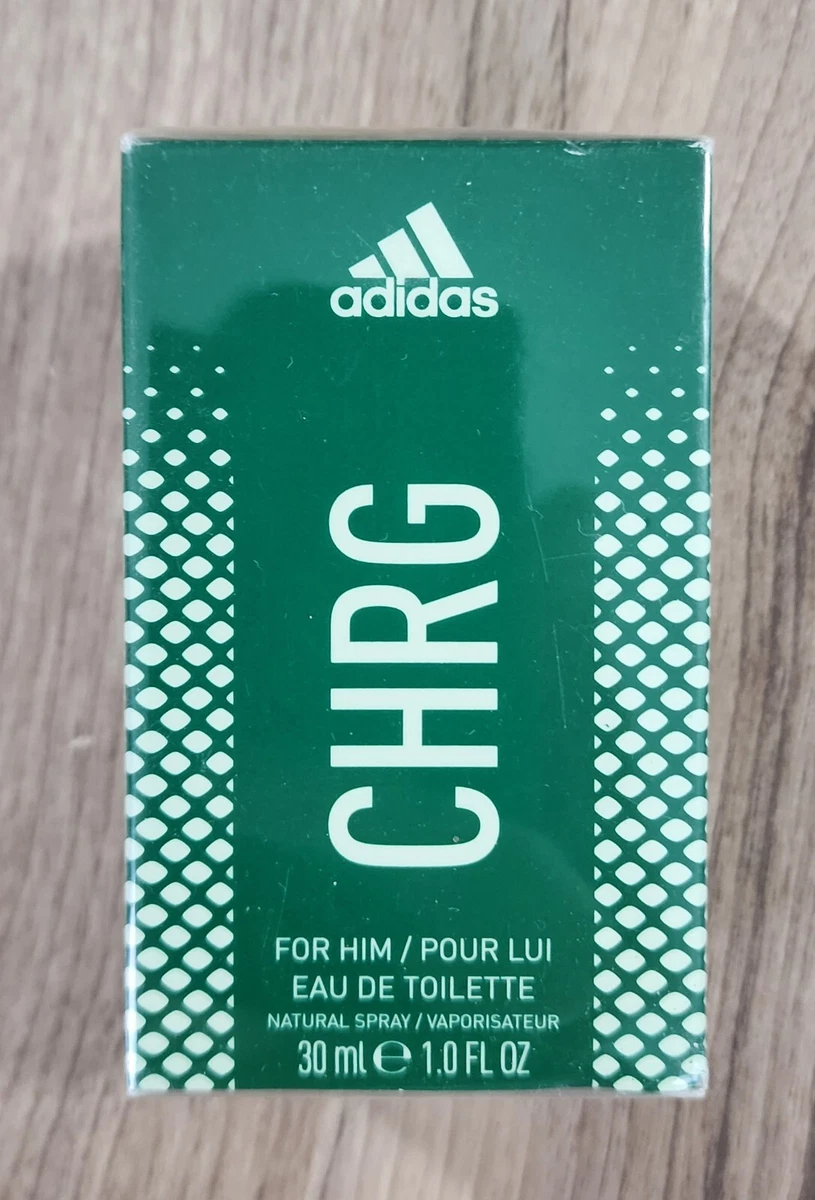 adidas
CHRG
FOR HIM / POUR LUI
EAU DE TOILETTE
NATURAL SPRAY / VAPORISATEUR
30 ml ℮ 1.0 FL OZ